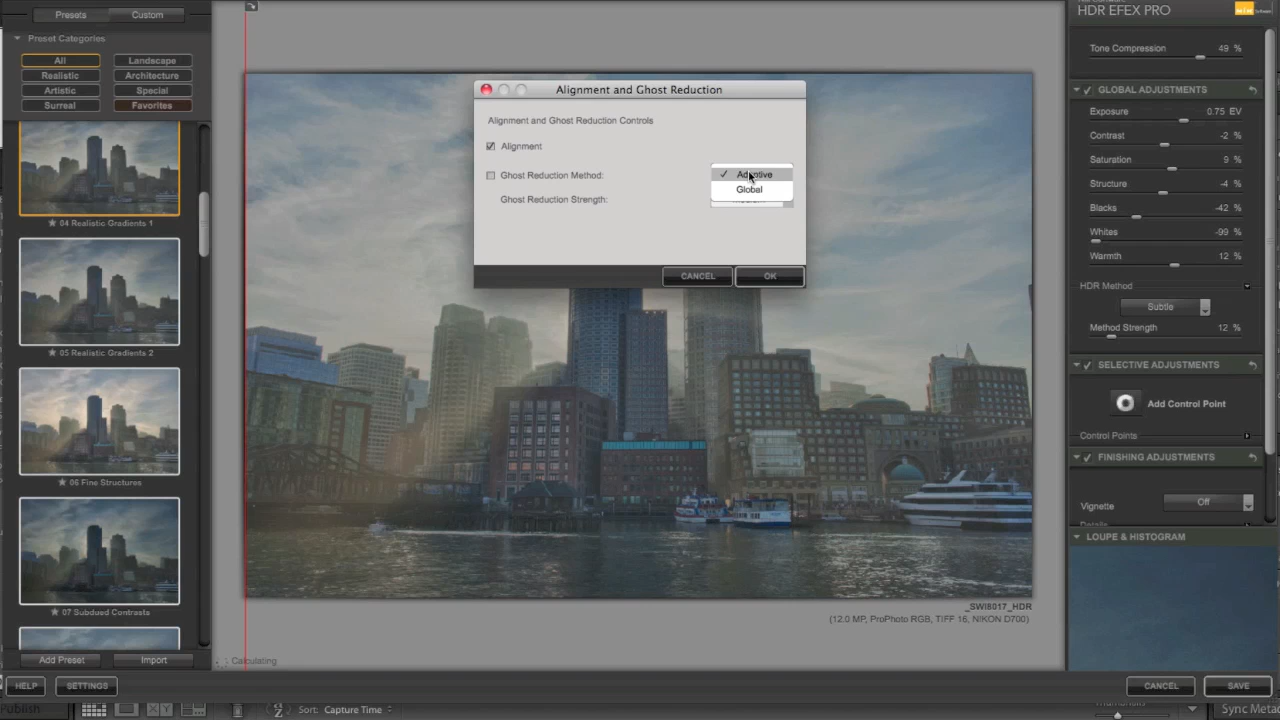 Presets
Custom
Preset Categories
All
Landscape
Realistic
Architecture
Artistic
Special
Surreal
Favorites
★ 04 Realistic Gradients 1
★ 05 Realistic Gradients 2
★ 06 Fine Structures
★ 07 Subdued Contrasts
Add Preset
Import
HELP
SETTINGS
Alignment and Ghost Reduction
Alignment and Ghost Reduction Controls
Alignment
Ghost Reduction Method:
✓ Adaptive
Global
Ghost Reduction Strength:
CANCEL
OK
_SWI8017_HDR
(12.0 MP, ProPhoto RGB, TIFF 16, NIKON D700)
Calculating
HDR EFEX PRO
Tone Compression 49 %
GLOBAL ADJUSTMENTS
Exposure 0.75 EV
Contrast -2 %
Saturation 9 %
Structure -4 %
Blacks -42 %
Whites -99 %
Warmth 12 %
HDR Method
Subtle
Method Strength 12 %
SELECTIVE ADJUSTMENTS
Add Control Point
Control Points
FINISHING ADJUSTMENTS
Vignette Off
LOUPE & HISTOGRAM
CANCEL
SAVE
Publish
Sort: Capture Time
Thumbnails
Sync Metad